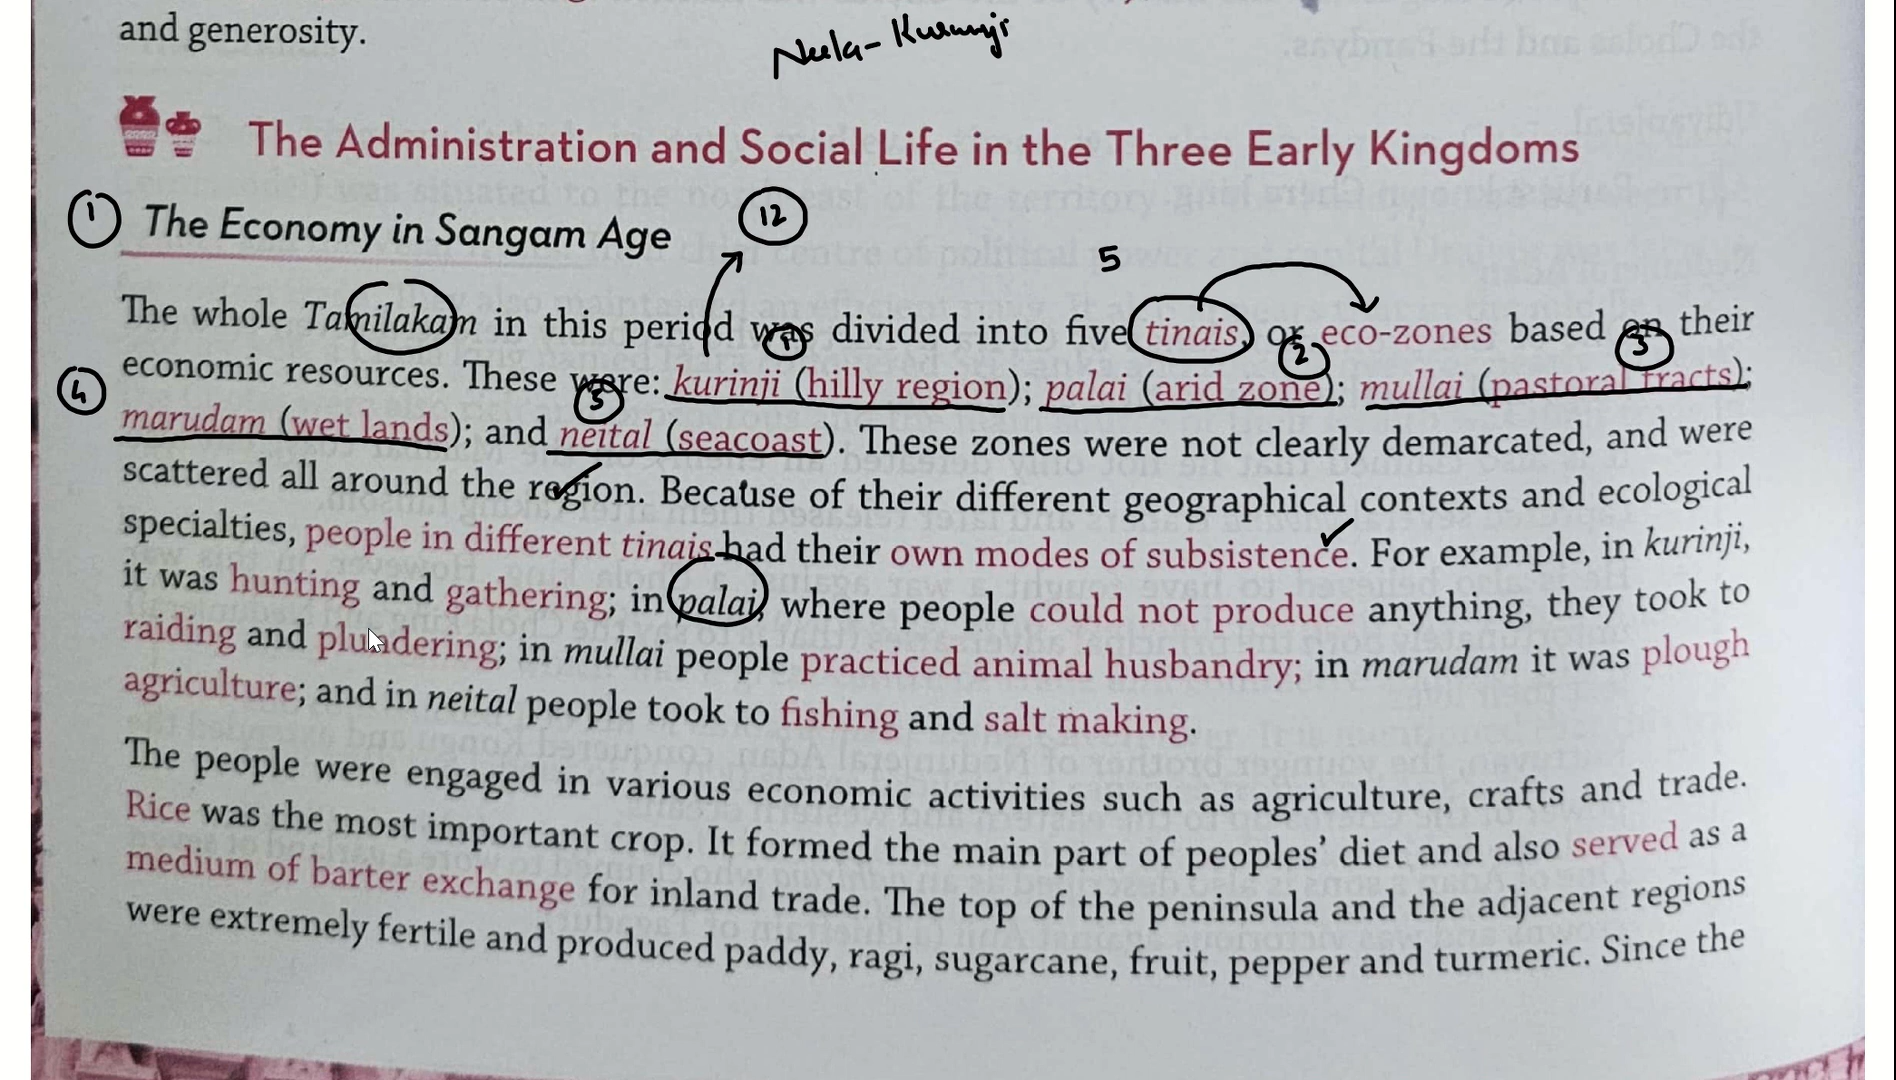 and generosity.
Neela-Kurunji
The Administration and Social Life in the Three Early Kingdoms
1
The Economy in Sangam Age
12
5
The whole Tamilakam in this period was divided into five tinais, or eco-zones based on their
1
2
3
economic resources. These were: kurinji (hilly region); palai (arid zone); mullai (pastoral tracts);
4
5
marudam (wet lands); and neital (seacoast). These zones were not clearly demarcated, and were
scattered all around the region. Because of their different geographical contexts and ecological
specialties, people in different tinais had their own modes of subsistence. For example, in kurinji,
it was hunting and gathering; in palai, where people could not produce anything, they took to
raiding and plundering; in mullai people practiced animal husbandry; in marudam it was plough
agriculture; and in neital people took to fishing and salt making.
The people were engaged in various economic activities such as agriculture, crafts and trade.
Rice was the most important crop. It formed the main part of peoples' diet and also served as a
medium of barter exchange for inland trade. The top of the peninsula and the adjacent regions
were extremely fertile and produced paddy, ragi, sugarcane, fruit, pepper and turmeric. Since the